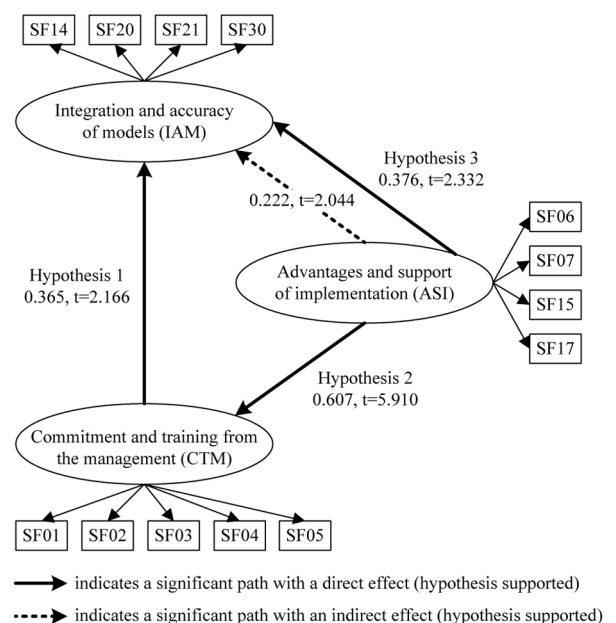 SF14 SF20 SF21 SF30
Integration and accuracy
of models (IAM)
Hypothesis 3
0.376, t=2.332
0.222, t=2.044
SF06
SF07
SF15
SF17
Advantages and support
of implementation (ASI)
Hypothesis 1
0.365, t=2.166
Hypothesis 2
0.607, t=5.910
Commitment and training from
the management (CTM)
SF01 SF02 SF03 SF04 SF05
indicates a significant path with a direct effect (hypothesis supported)
indicates a significant path with an indirect effect (hypothesis supported)